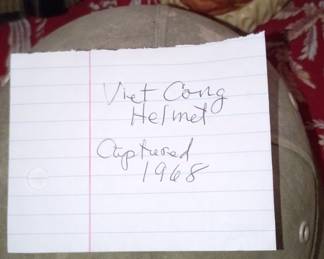 Viet Cong
Helmet
Captured
1968